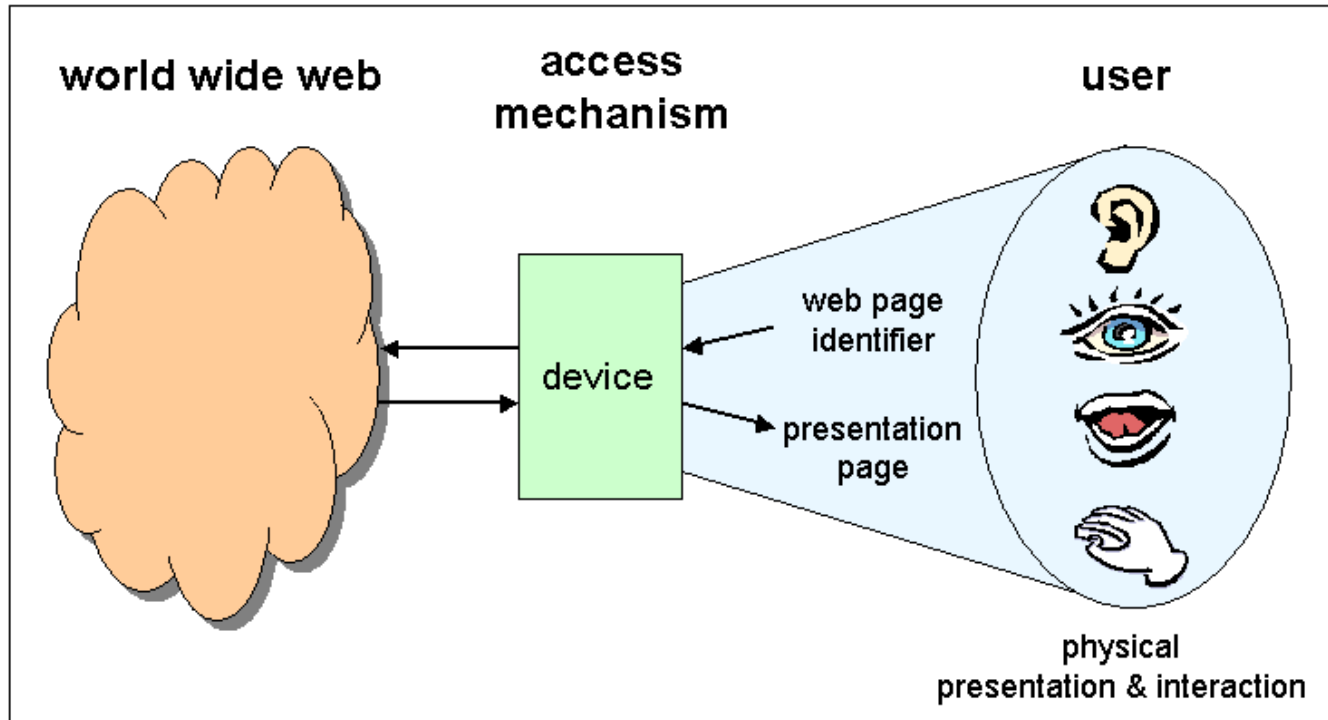 world wide web
access
mechanism
user
web page
identifier
device
presentation
page
physical
presentation & interaction